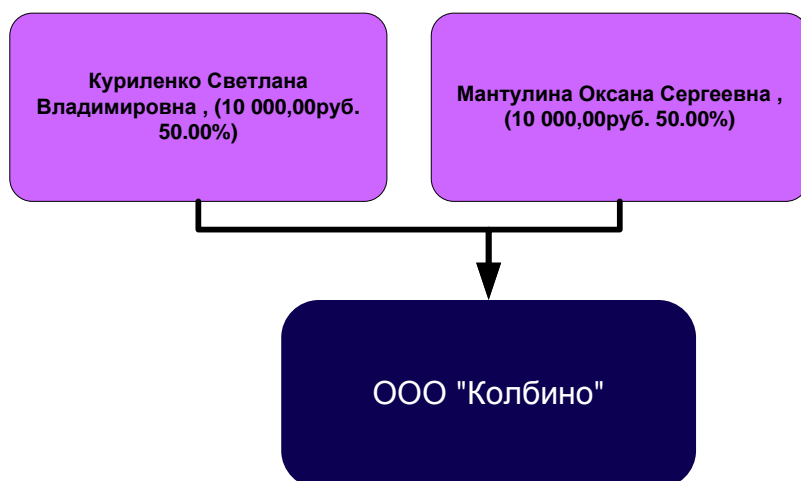 Куриленко Светлана
Владимировна , (10 000,00руб.
50.00%)
Мантулина Оксана Сергеевна ,
(10 000,00руб. 50.00%)
ООО "Колбино"